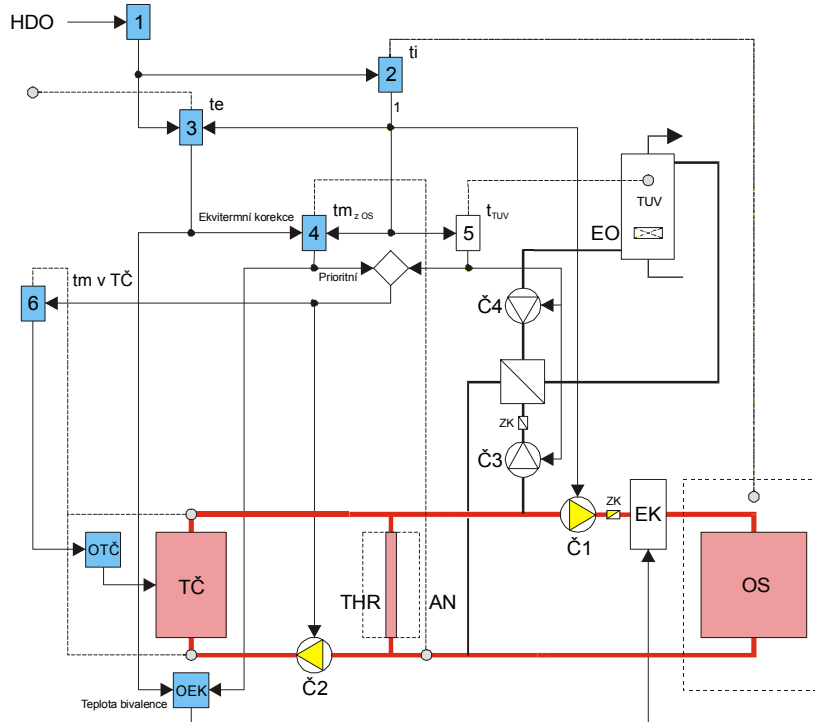 HDO
1
ti
2
1
te
3
TUV
EO
Ekvitermní korekce
tm z OS
4
t TUV
5
Prioritní
tm v TČ
6
Č4
ZK
Č3
ZK
EK
Č1
OTČ
TČ
THR
AN
OS
Č2
OEK
Teplota bivalence